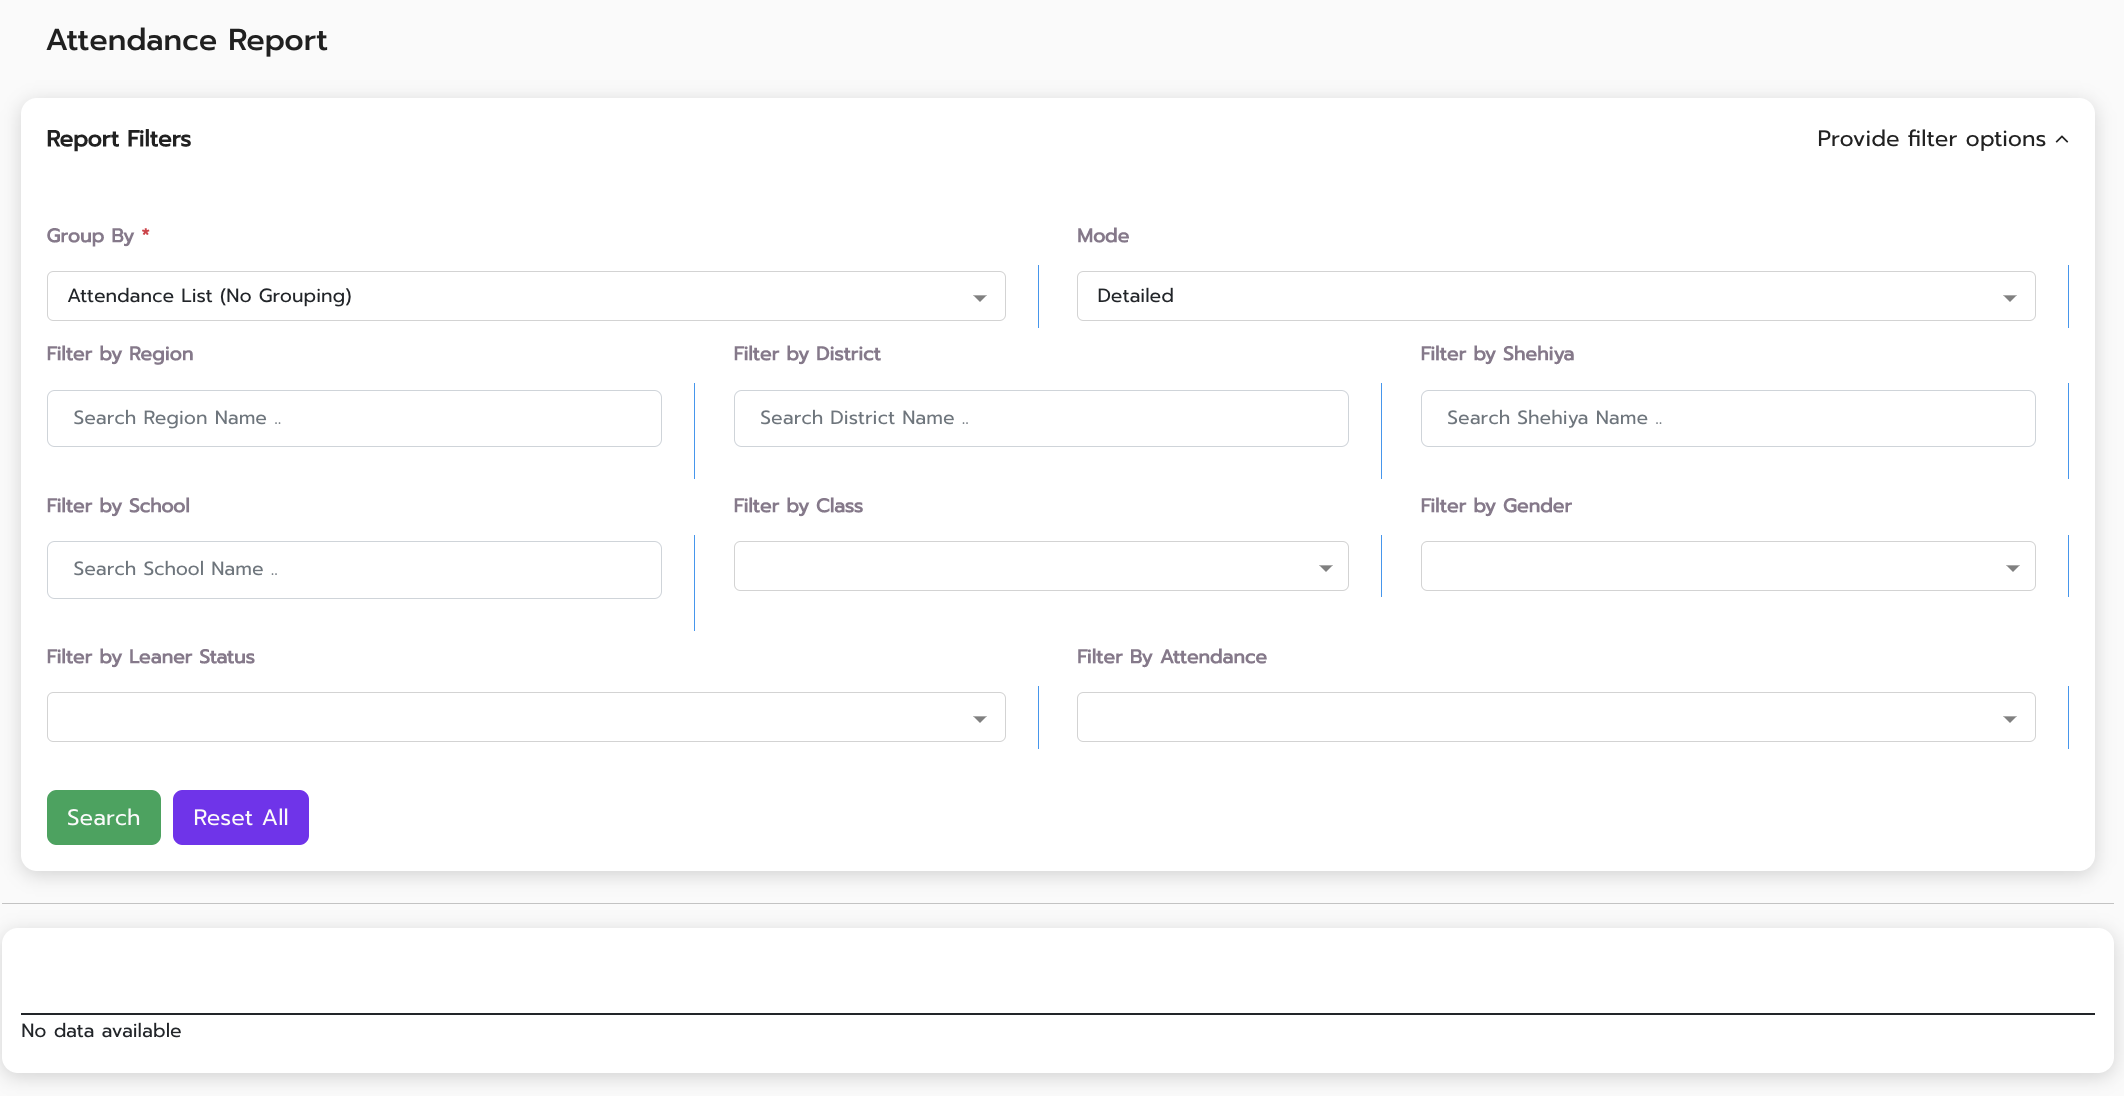 Attendance Report
Report Filters
Provide filter options
Group By *
Mode
Attendance List (No Grouping)
Detailed
Filter by Region
Filter by District
Filter by Shehiya
Search Region Name ..
Search District Name ..
Search Shehiya Name ..
Filter by School
Filter by Class
Filter by Gender
Search School Name ..
Filter by Leaner Status
Filter By Attendance
Search
Reset All
No data available